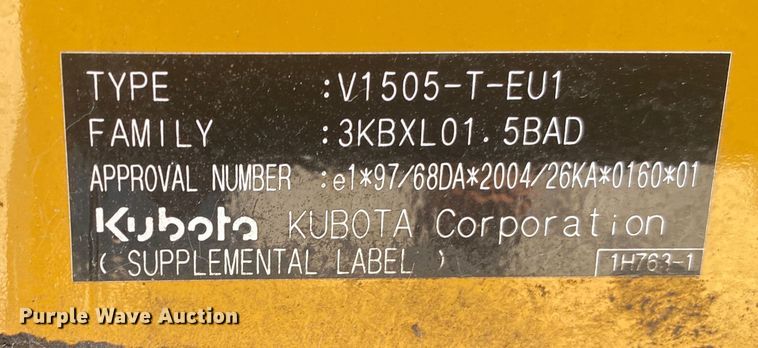 TYPE :V1505-T-EU1
FAMILY :3KBXL01.5BAD
APPROVAL NUMBER :e1*97/68DA*2004/26KA*0160*01
Kubota KUBOTA Corporation
( SUPPLEMENTAL LABEL ) 1H763-1
Purple Wave Auction